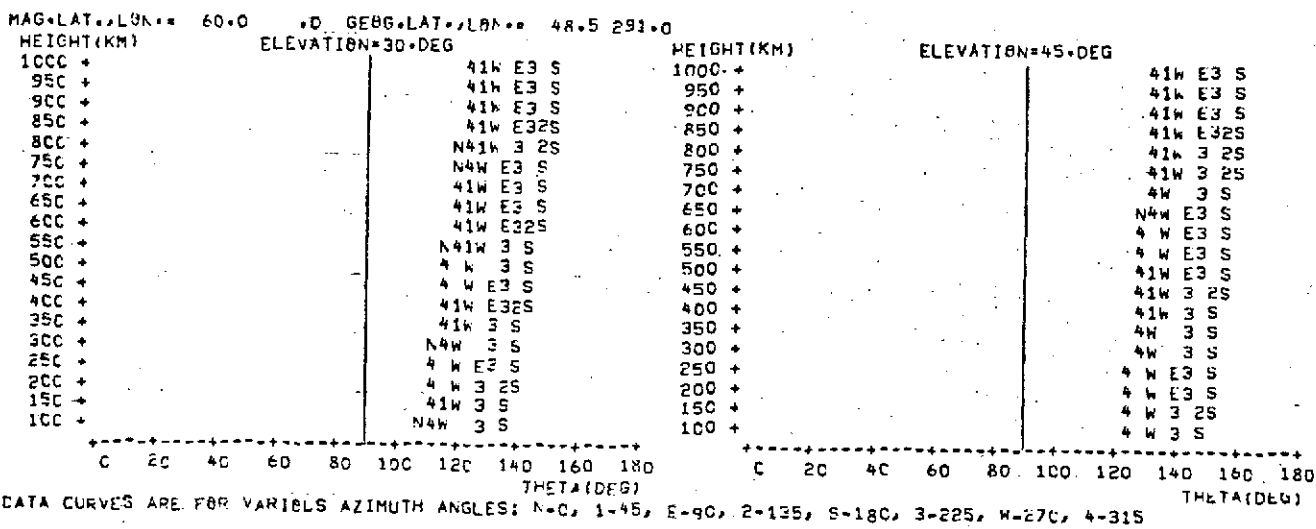 MAG.LAT.,LON.= 60.0 .0 GEOG.LAT.,LON.= 48.5 291.0
HEIGHT(KM) ELEVATION=30.DEG
1000 + 41W E3 S
950 + 41W E3 S
900 + 41W E3 S
850 + 41W E32S
800 + N41W 3 2S
750 + N4W E3 S
700 + 41W E3 S
650 + 41W E3 S
600 + 41W E32S
550 + N41W 3 S
500 + 4 W 3 S
450 + 4 W E3 S
400 + 41W E32S
350 + 41W 3 S
300 + N4W 3 S
250 + 4 W E3 S
200 + 4 W 3 2S
150 + 41W 3 S
100 + N4W 3 S
0 20 40 60 80 100 120 140 160 180
THETA(DEG)
HEIGHT(KM) ELEVATION=45.DEG
1000 + 41W E3 S
950 + 41W E3 S
900 + 41W E3 S
850 + 41W E32S
800 + 41W 3 2S
750 + 41W 3 2S
700 + 4W 3 S
650 + N4W E3 S
600 + 4 W E3 S
550 + 4 W E3 S
500 + 41W E3 S
450 + 41W 3 2S
400 + 41W 3 S
350 + 4W 3 S
300 + 4W 3 S
250 + 4 W E3 S
200 + 4 W E3 S
150 + 4 W 3 2S
100 + 4 W 3 S
0 20 40 60 80 100 120 140 160 180
THETA(DEG)
DATA CURVES ARE FOR VARIOLS AZIMUTH ANGLES: N-0, 1-45, E-90, 2-135, S-180, 3-225, W-270, 4-315